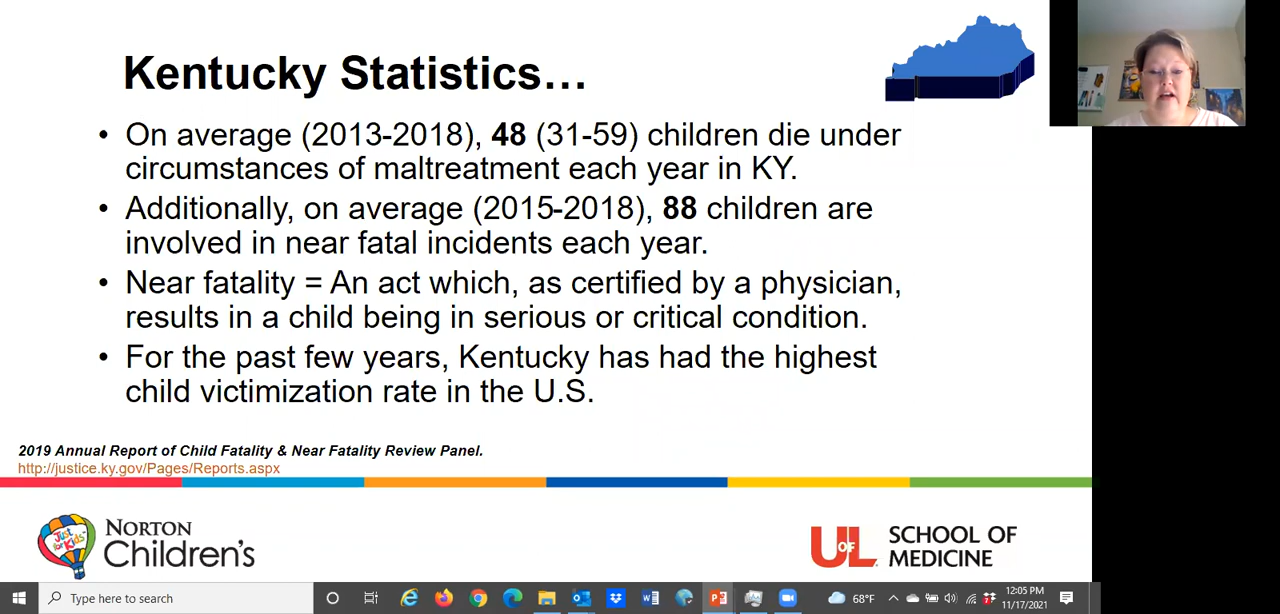 Kentucky Statistics…
• On average (2013-2018), 48 (31-59) children die under
circumstances of maltreatment each year in KY.
• Additionally, on average (2015-2018), 88 children are
involved in near fatal incidents each year.
• Near fatality = An act which, as certified by a physician,
results in a child being in serious or critical condition.
• For the past few years, Kentucky has had the highest
child victimization rate in the U.S.
2019 Annual Report of Child Fatality & Near Fatality Review Panel.
http://justice.ky.gov/Pages/Reports.aspx
Just for Kids
NORTON
Children's
UofL
SCHOOL OF
MEDICINE
Type here to search
68°F
12:05 PM
11/17/2021